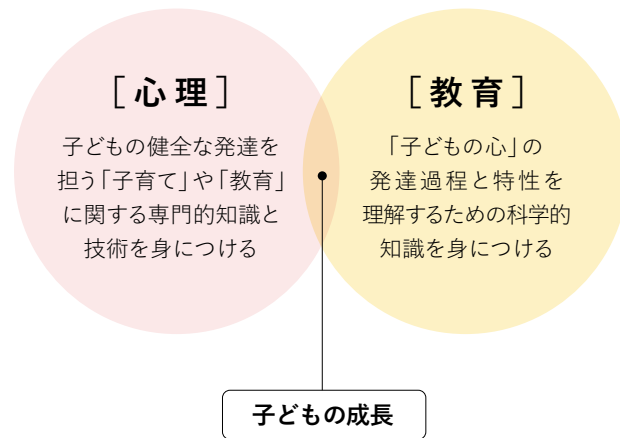 [心理]
子どもの健全な発達を
担う「子育て」や「教育」
に関する専門的知識と
技術を身につける
[教育]
「子どもの心」の
発達過程と特性を
理解するための科学的
知識を身につける
子どもの成長